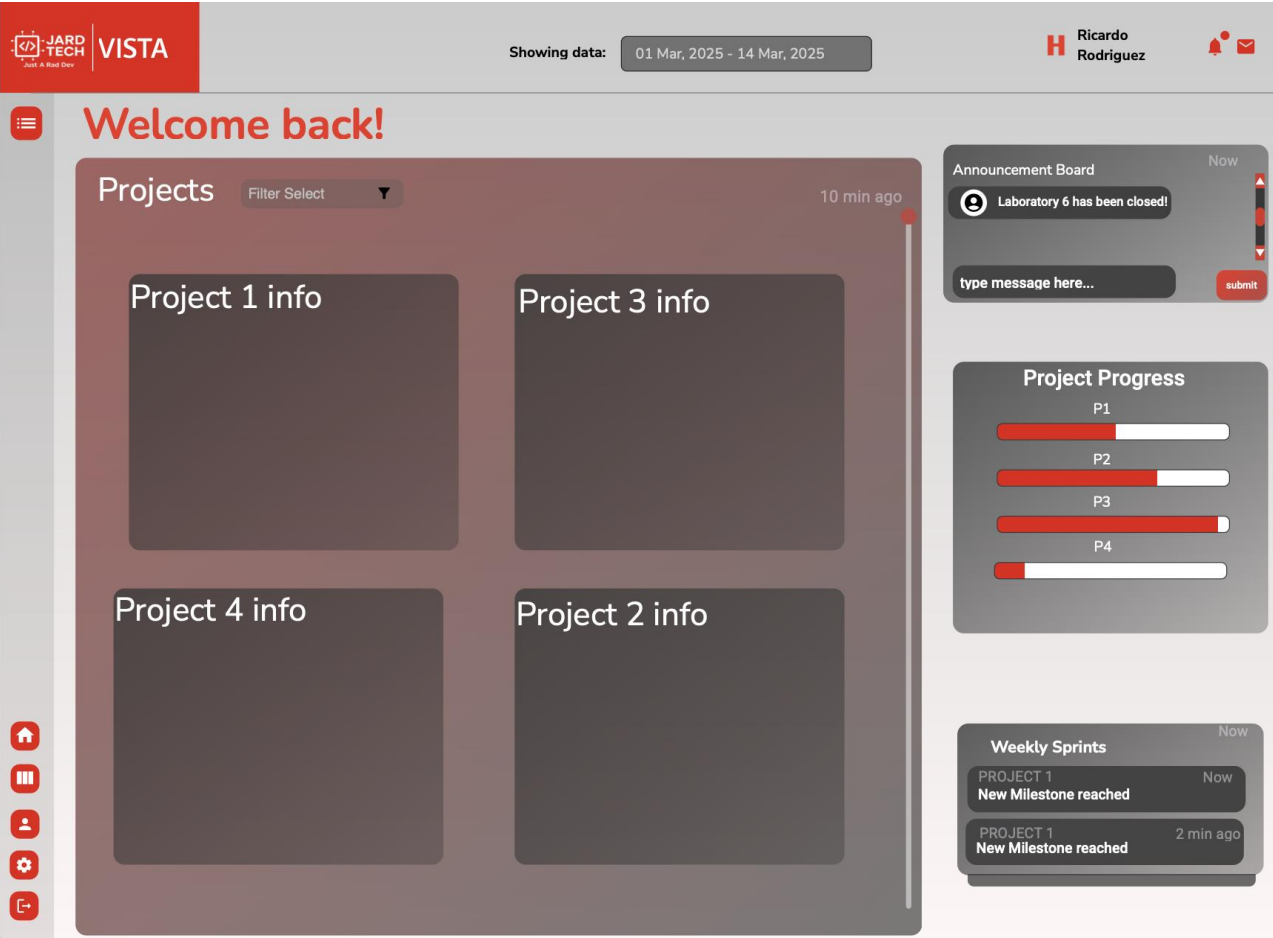 JARD
TECH
Just A Rad Dev
VISTA
Showing data:
01 Mar, 2025 - 14 Mar, 2025
H
Ricardo
Rodriguez
Welcome back!
Projects
Filter Select
10 min ago
Project 1 info
Project 3 info
Project 4 info
Project 2 info
Announcement Board
Now
Laboratory 6 has been closed!
type message here...
submit
Project Progress
P1
P2
P3
P4
Now
Weekly Sprints
PROJECT 1
Now
New Milestone reached
PROJECT 1
2 min ago
New Milestone reached